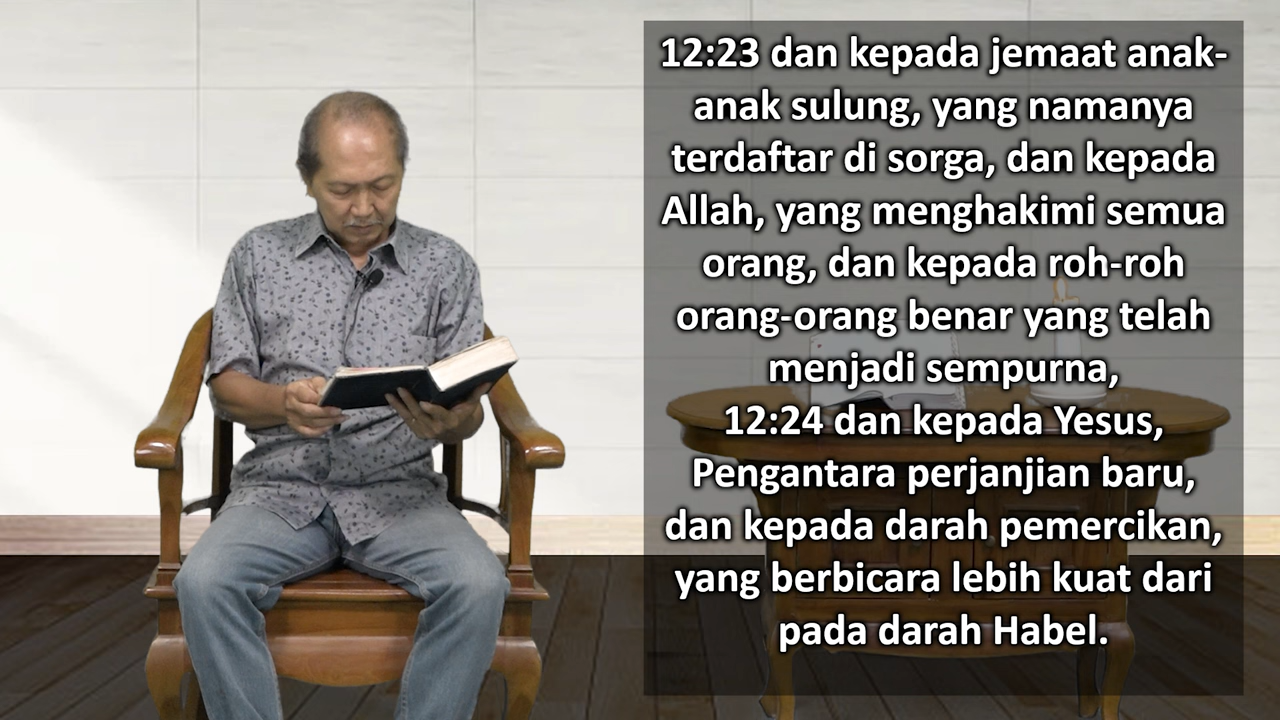 12:23 dan kepada jemaat anak-
anak sulung, yang namanya
terdaftar di sorga, dan kepada
Allah, yang menghakimi semua
orang, dan kepada roh-roh
orang-orang benar yang telah
menjadi sempurna,
12:24 dan kepada Yesus,
Pengantara perjanjian baru,
dan kepada darah pemercikan,
yang berbicara lebih kuat dari
pada darah Habel.